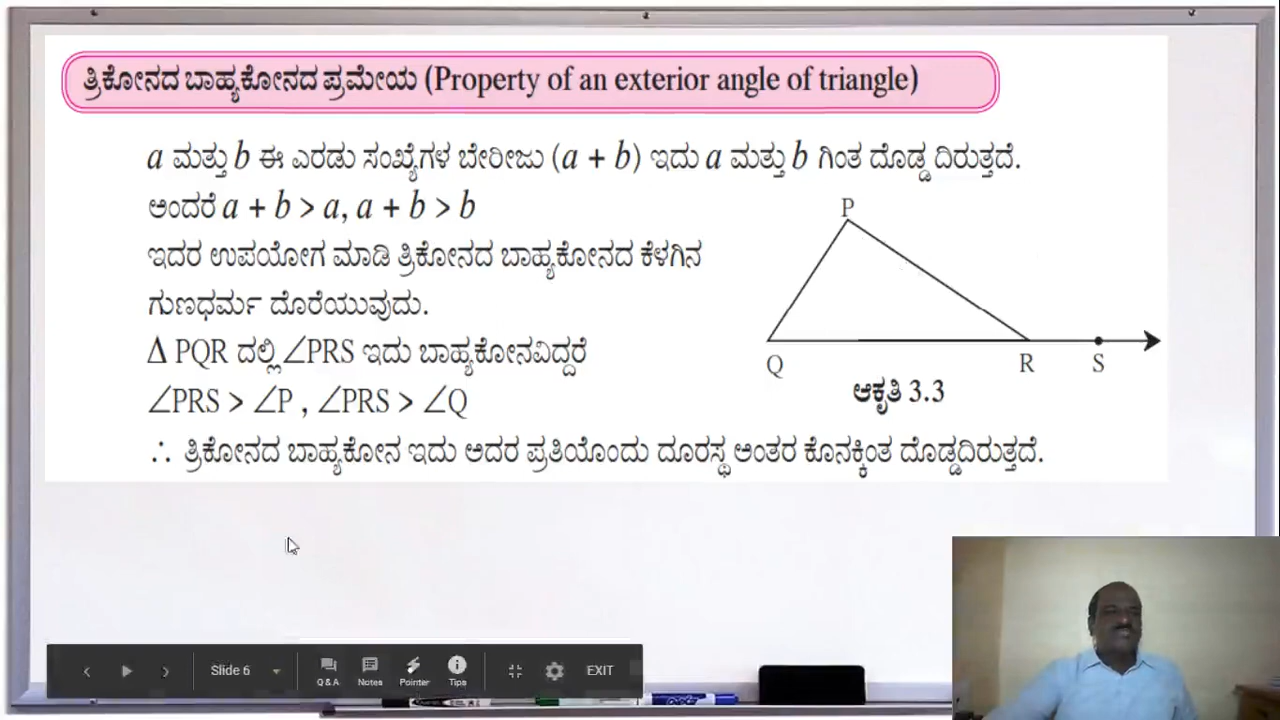 ತ್ರಿಕೋನದ ಬಾಹ್ಯಕೋನದ ಪ್ರಮೇಯ (Property of an exterior angle of triangle)
a ಮತ್ತು b ಈ ಎರಡು ಸಂಖ್ಯೆಗಳ ಬೇರೀಜು (a + b) ಇದು a ಮತ್ತು b ಗಿಂತ ದೊಡ್ಡ ದಿರುತ್ತದೆ.
ಅಂದರೆ a + b > a, a + b > b
ಇದರ ಉಪಯೋಗ ಮಾಡಿ ತ್ರಿಕೋನದ ಬಾಹ್ಯಕೋನದ ಕೆಳಗಿನ
ಗುಣಧರ್ಮ ದೊರೆಯುವುದು.
Δ PQR ದಲ್ಲಿ ∠PRS ಇದು ಬಾಹ್ಯಕೋನವಿದ್ದರೆ
∠PRS > ∠P , ∠PRS > ∠Q
∴ ತ್ರಿಕೋನದ ಬಾಹ್ಯಕೋನ ಇದು ಅದರ ಪ್ರತಿಯೊಂದು ದೂರಸ್ಥ ಅಂತರ ಕೊನಕ್ಕಿಂತ ದೊಡ್ಡದಿರುತ್ತದೆ.
P
Q R S
ಆಕೃತಿ 3.3
Slide 6
Q & A Notes Pointer Tips
EXIT